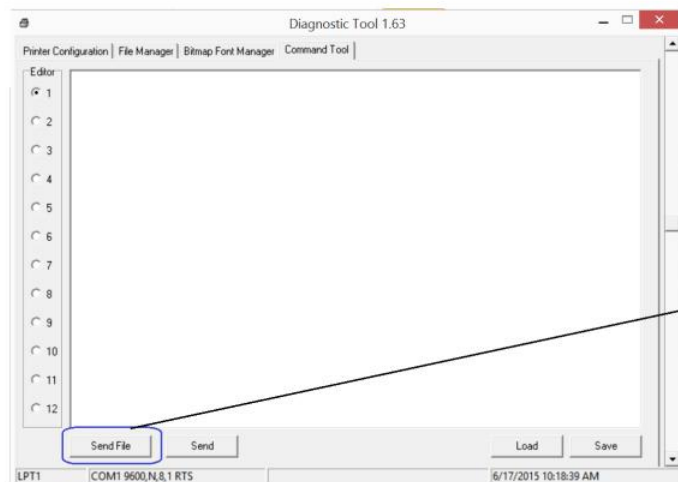 Diagnostic Tool 1.63
Printer Configuration File Manager Bitmap Font Manager Command Tool
Editor
1
2
3
4
5
6
7
8
9
10
11
12
Send File Send Load Save
LPT1 COM1 9600,N,8,1 RTS 6/17/2015 10:18:39 AM